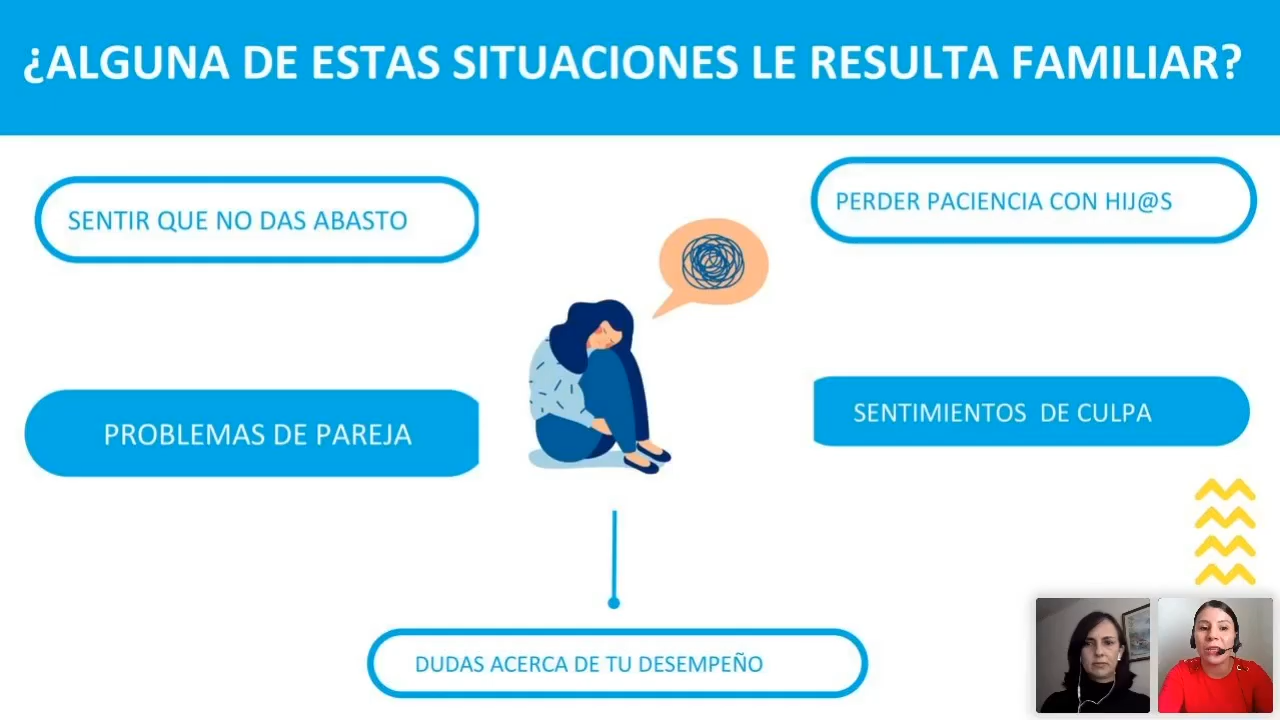 ¿ALGUNA DE ESTAS SITUACIONES LE RESULTA FAMILIAR?
SENTIR QUE NO DAS ABASTO
PERDER PACIENCIA CON HIJ@S
PROBLEMAS DE PAREJA
SENTIMIENTOS DE CULPA
DUDAS ACERCA DE TU DESEMPEÑO